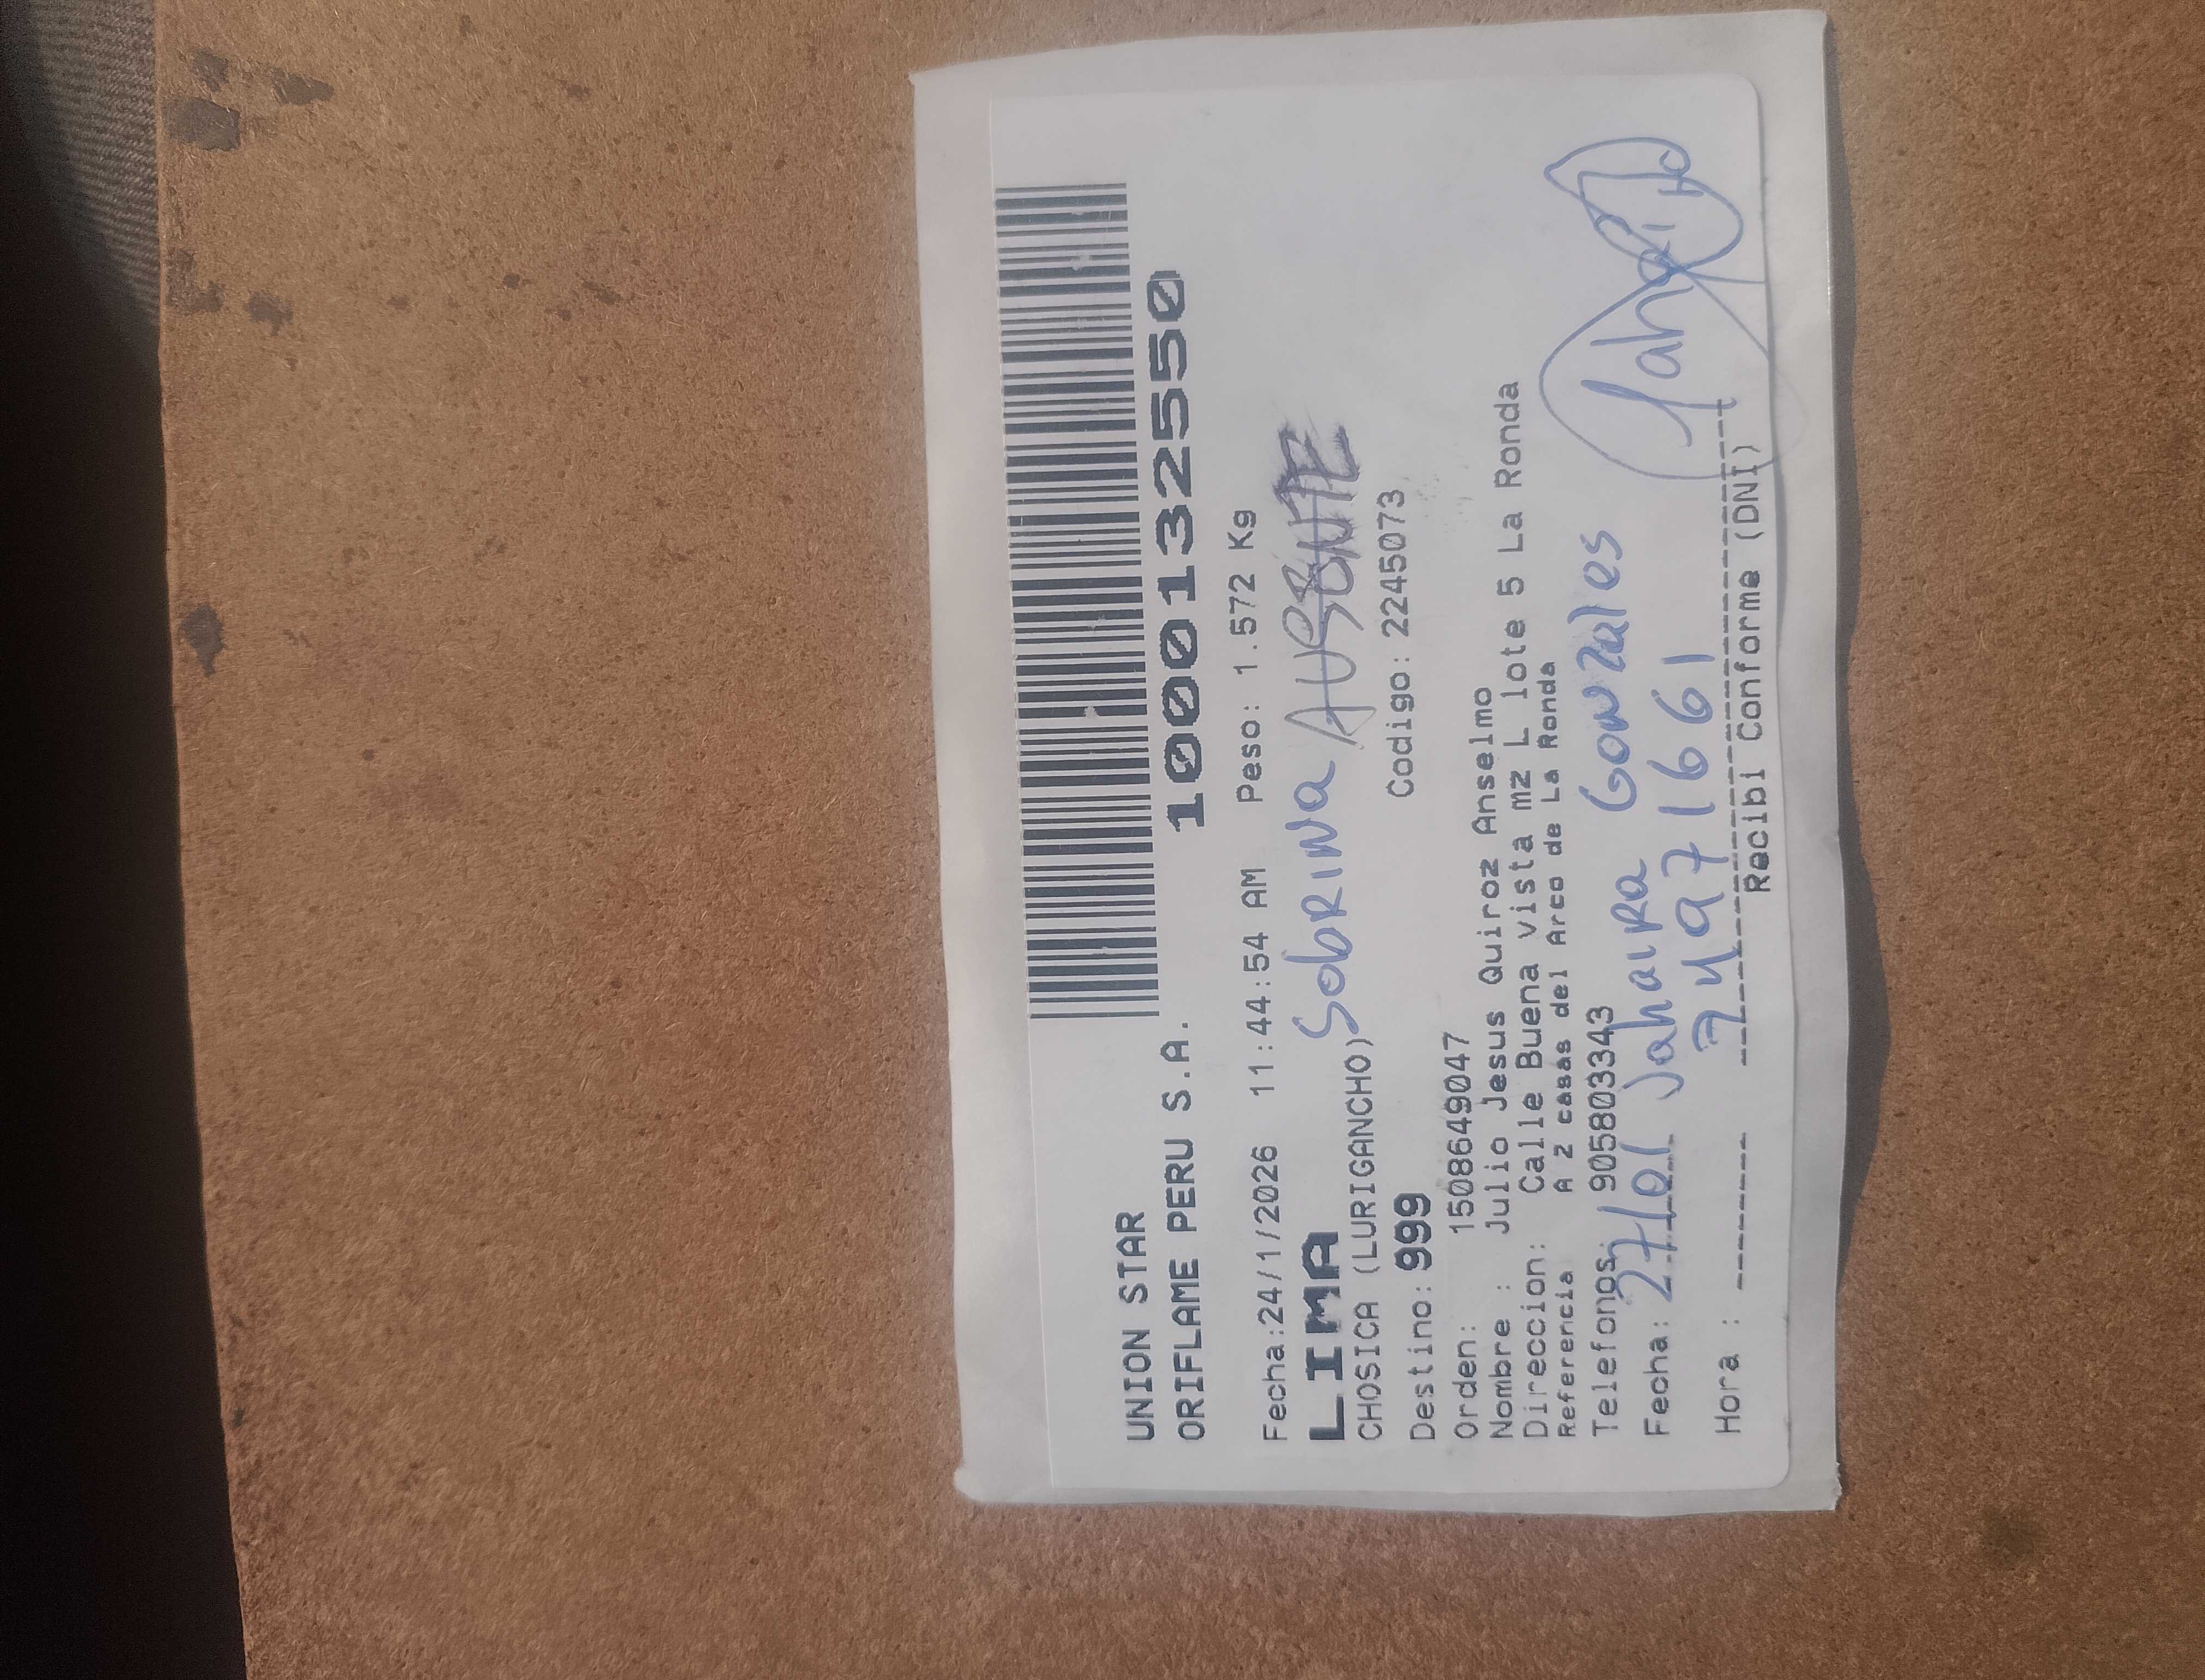 UNION STAR
ORIFLAME PERU S.A.
10001325550
Fecha:24/1/2026 11:44:54 AM Peso: 1.572 Kg
LIMA
Sobrina AUSENTE
CHOSICA (LURIGANCHO)
Destino: 999 Codigo: 2245073
Orden: 1508649047
Nombre : Julio Jesus Quiroz Anselmo
Direccion: Calle Buena vista mz L lote 5 La Ronda
Referencia A 2 casas del Arco de La Ronda
Telefonos: 905803343
Fecha: 27/01 Jahaira Gonzales
Jahaira
74971661
Hora :
Recibi Conforme (DNI)